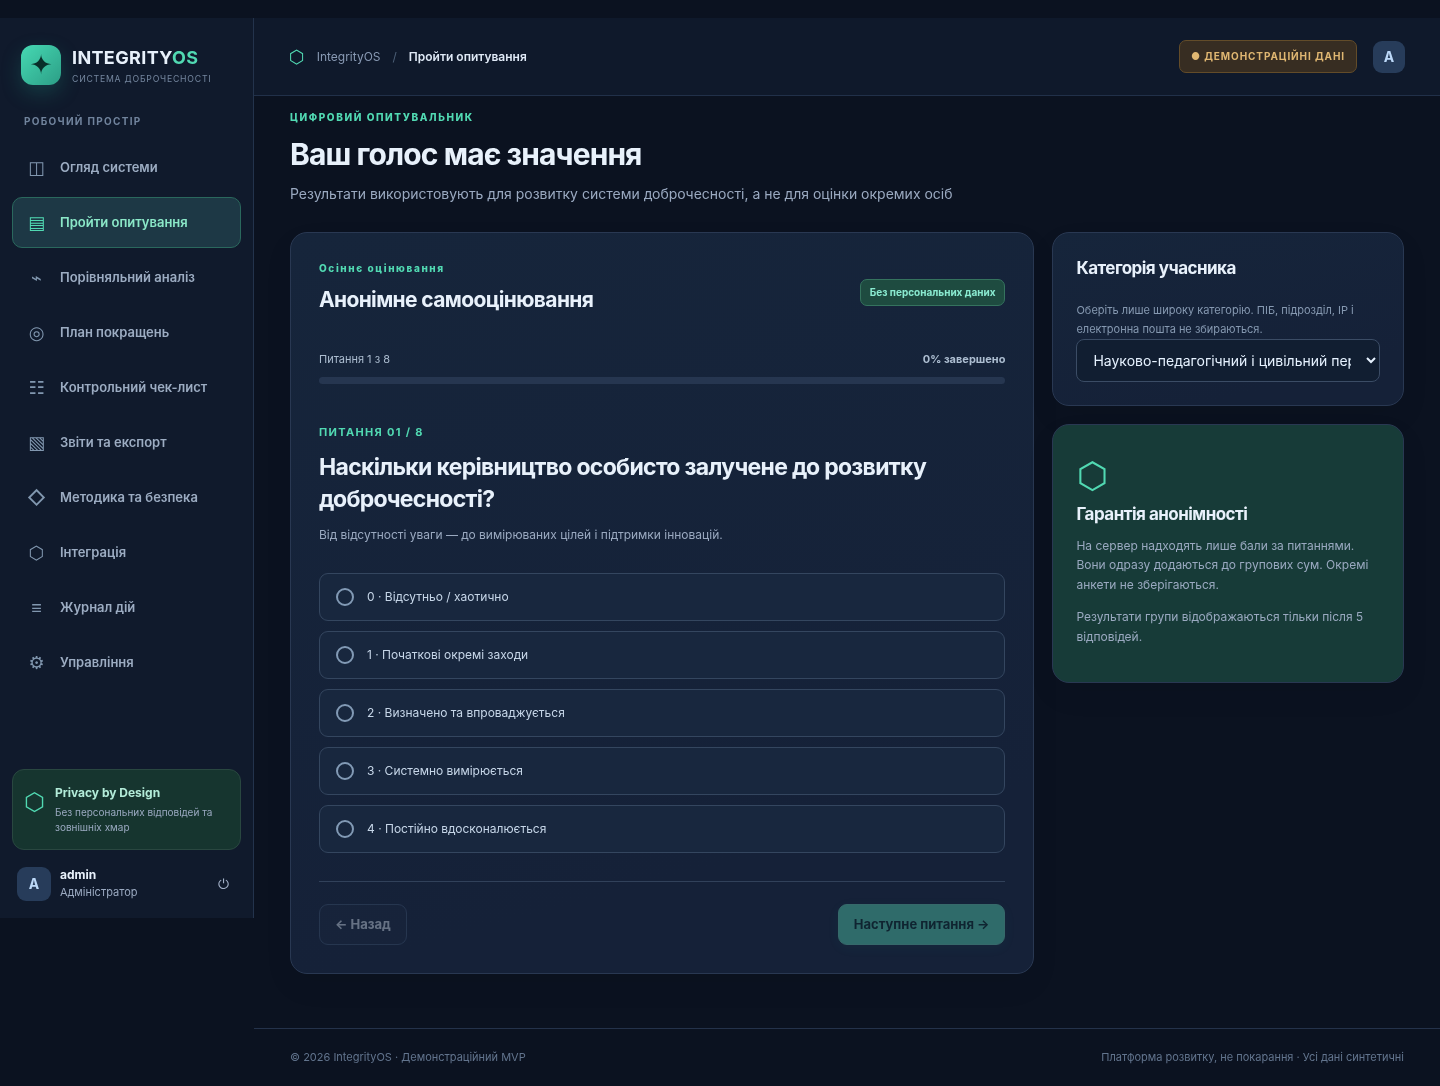 INTEGRITYOS
СИСТЕМА ДОБРОЧЕСНОСТІ
РОБОЧИЙ ПРОСТІР
Огляд системи
Пройти опитування
Порівняльний аналіз
План покращень
Контрольний чек-лист
Звіти та експорт
Методика та безпека
Інтеграція
Журнал дій
Управління
Privacy by Design
Без персональних відповідей та
зовнішніх хмар
A
admin
Адміністратор
IntegrityOS / Пройти опитування
ДЕМОНСТРАЦІЙНІ ДАНІ
A
ЦИФРОВИЙ ОПИТУВАЛЬНИК
Ваш голос має значення
Результати використовують для розвитку системи доброчесності, а не для оцінки окремих осіб
Осіннє оцінювання
Анонімне самооцінювання
Без персональних даних
Питання 1 з 8
0% завершено
ПИТАННЯ 01 / 8
Наскільки керівництво особисто залучене до розвитку
доброчесності?
Від відсутності уваги — до вимірюваних цілей і підтримки інновацій.
0 · Відсутньо / хаотично
1 · Початкові окремі заходи
2 · Визначено та впроваджується
3 · Системно вимірюється
4 · Постійно вдосконалюється
← Назад
Наступне питання →
Категорія учасника
Оберіть лише широку категорію. ПІБ, підрозділ, IP і
електронна пошта не збираються.
Науково-педагогічний і цивільний пер
Гарантія анонімності
На сервер надходять лише бали за питаннями.
Вони одразу додаються до групових сум. Окремі
анкети не зберігаються.
Результати групи відображаються тільки після 5
відповідей.
© 2026 IntegrityOS · Демонстраційний MVP
Платформа розвитку, не покарання · Усі дані синтетичні